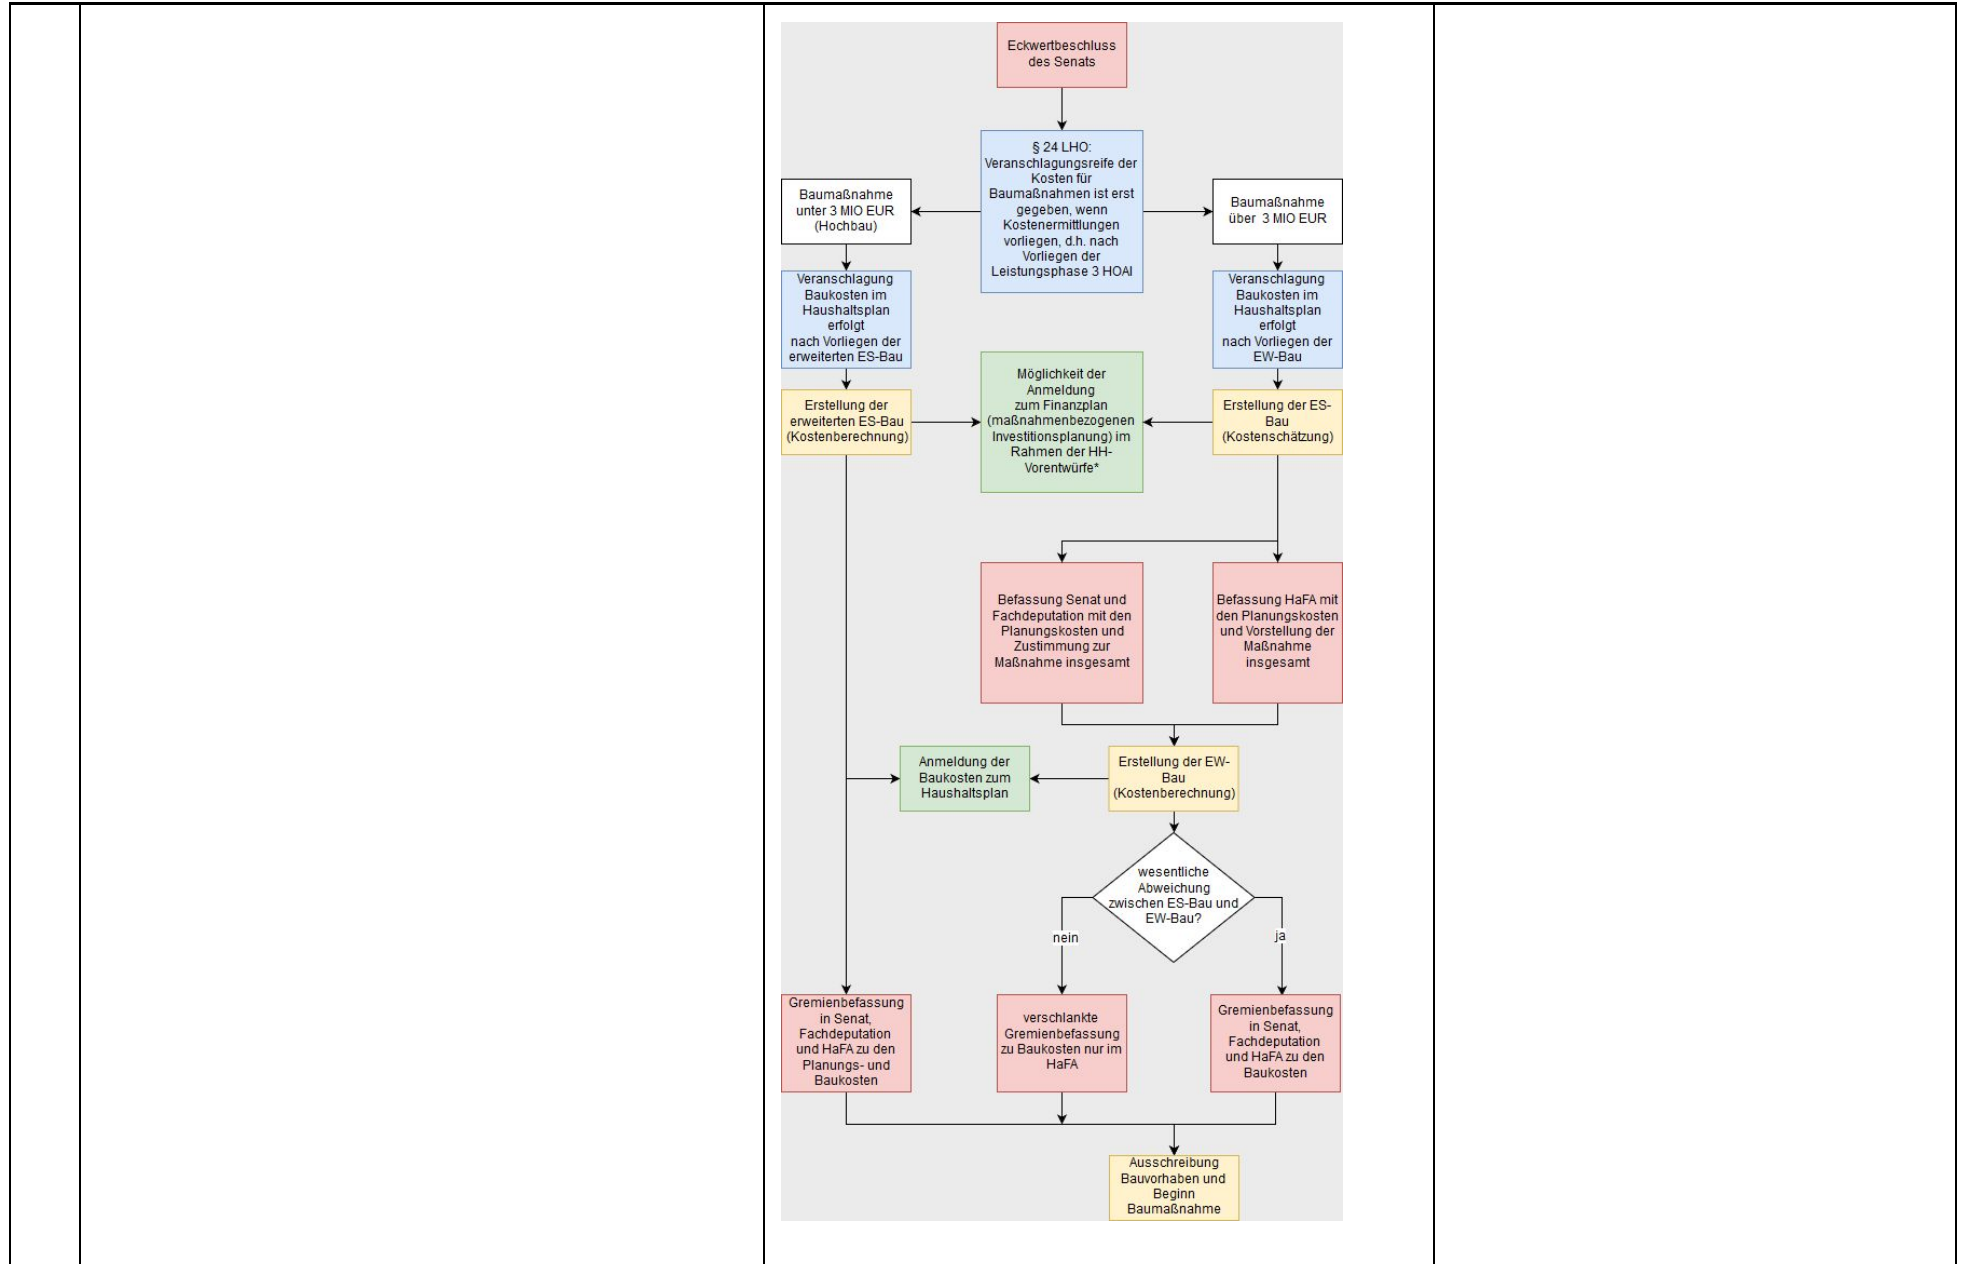 Eckwertbeschluss
des Senats
§ 24 LHO:
Veranschlagungsreife der
Kosten für
Baumaßnahmen ist erst
gegeben, wenn
Kostenermittlungen
vorliegen, d.h. nach
Vorliegen der
Leistungsphase 3 HOAI
Baumaßnahme
unter 3 MIO EUR
(Hochbau)
Baumaßnahme
über 3 MIO EUR
Veranschlagung
Baukosten im
Haushaltsplan
erfolgt
nach Vorliegen der
erweiterten ES-Bau
Veranschlagung
Baukosten im
Haushaltsplan
erfolgt
nach Vorliegen der
EW-Bau
Erstellung der
erweiterten ES-Bau
(Kostenberechnung)
Möglichkeit der
Anmeldung
zum Finanzplan
(maßnahmenbezogenen
Investitionsplanung) im
Rahmen der HH-
Vorentwürfe*
Erstellung der ES-
Bau
(Kostenschätzung)
Befassung Senat und
Fachdeputation mit den
Planungskosten und
Zustimmung zur
Maßnahme insgesamt
Befassung HaFA mit
den Planungskosten
und Vorstellung der
Maßnahme
insgesamt
Anmeldung der
Baukosten zum
Haushaltsplan
Erstellung der EW-
Bau
(Kostenberechnung)
wesentliche
Abweichung
zwischen ES-Bau und
EW-Bau?
nein
ja
Gremienbefassung
in Senat,
Fachdeputation
und HaFA zu den
Planungs- und
Baukosten
verschlankte
Gremienbefassung
zu Baukosten nur im
HaFA
Gremienbefassung
in Senat,
Fachdeputation
und HaFA zu den
Baukosten
Ausschreibung
Bauvorhaben und
Beginn
Baumaßnahme